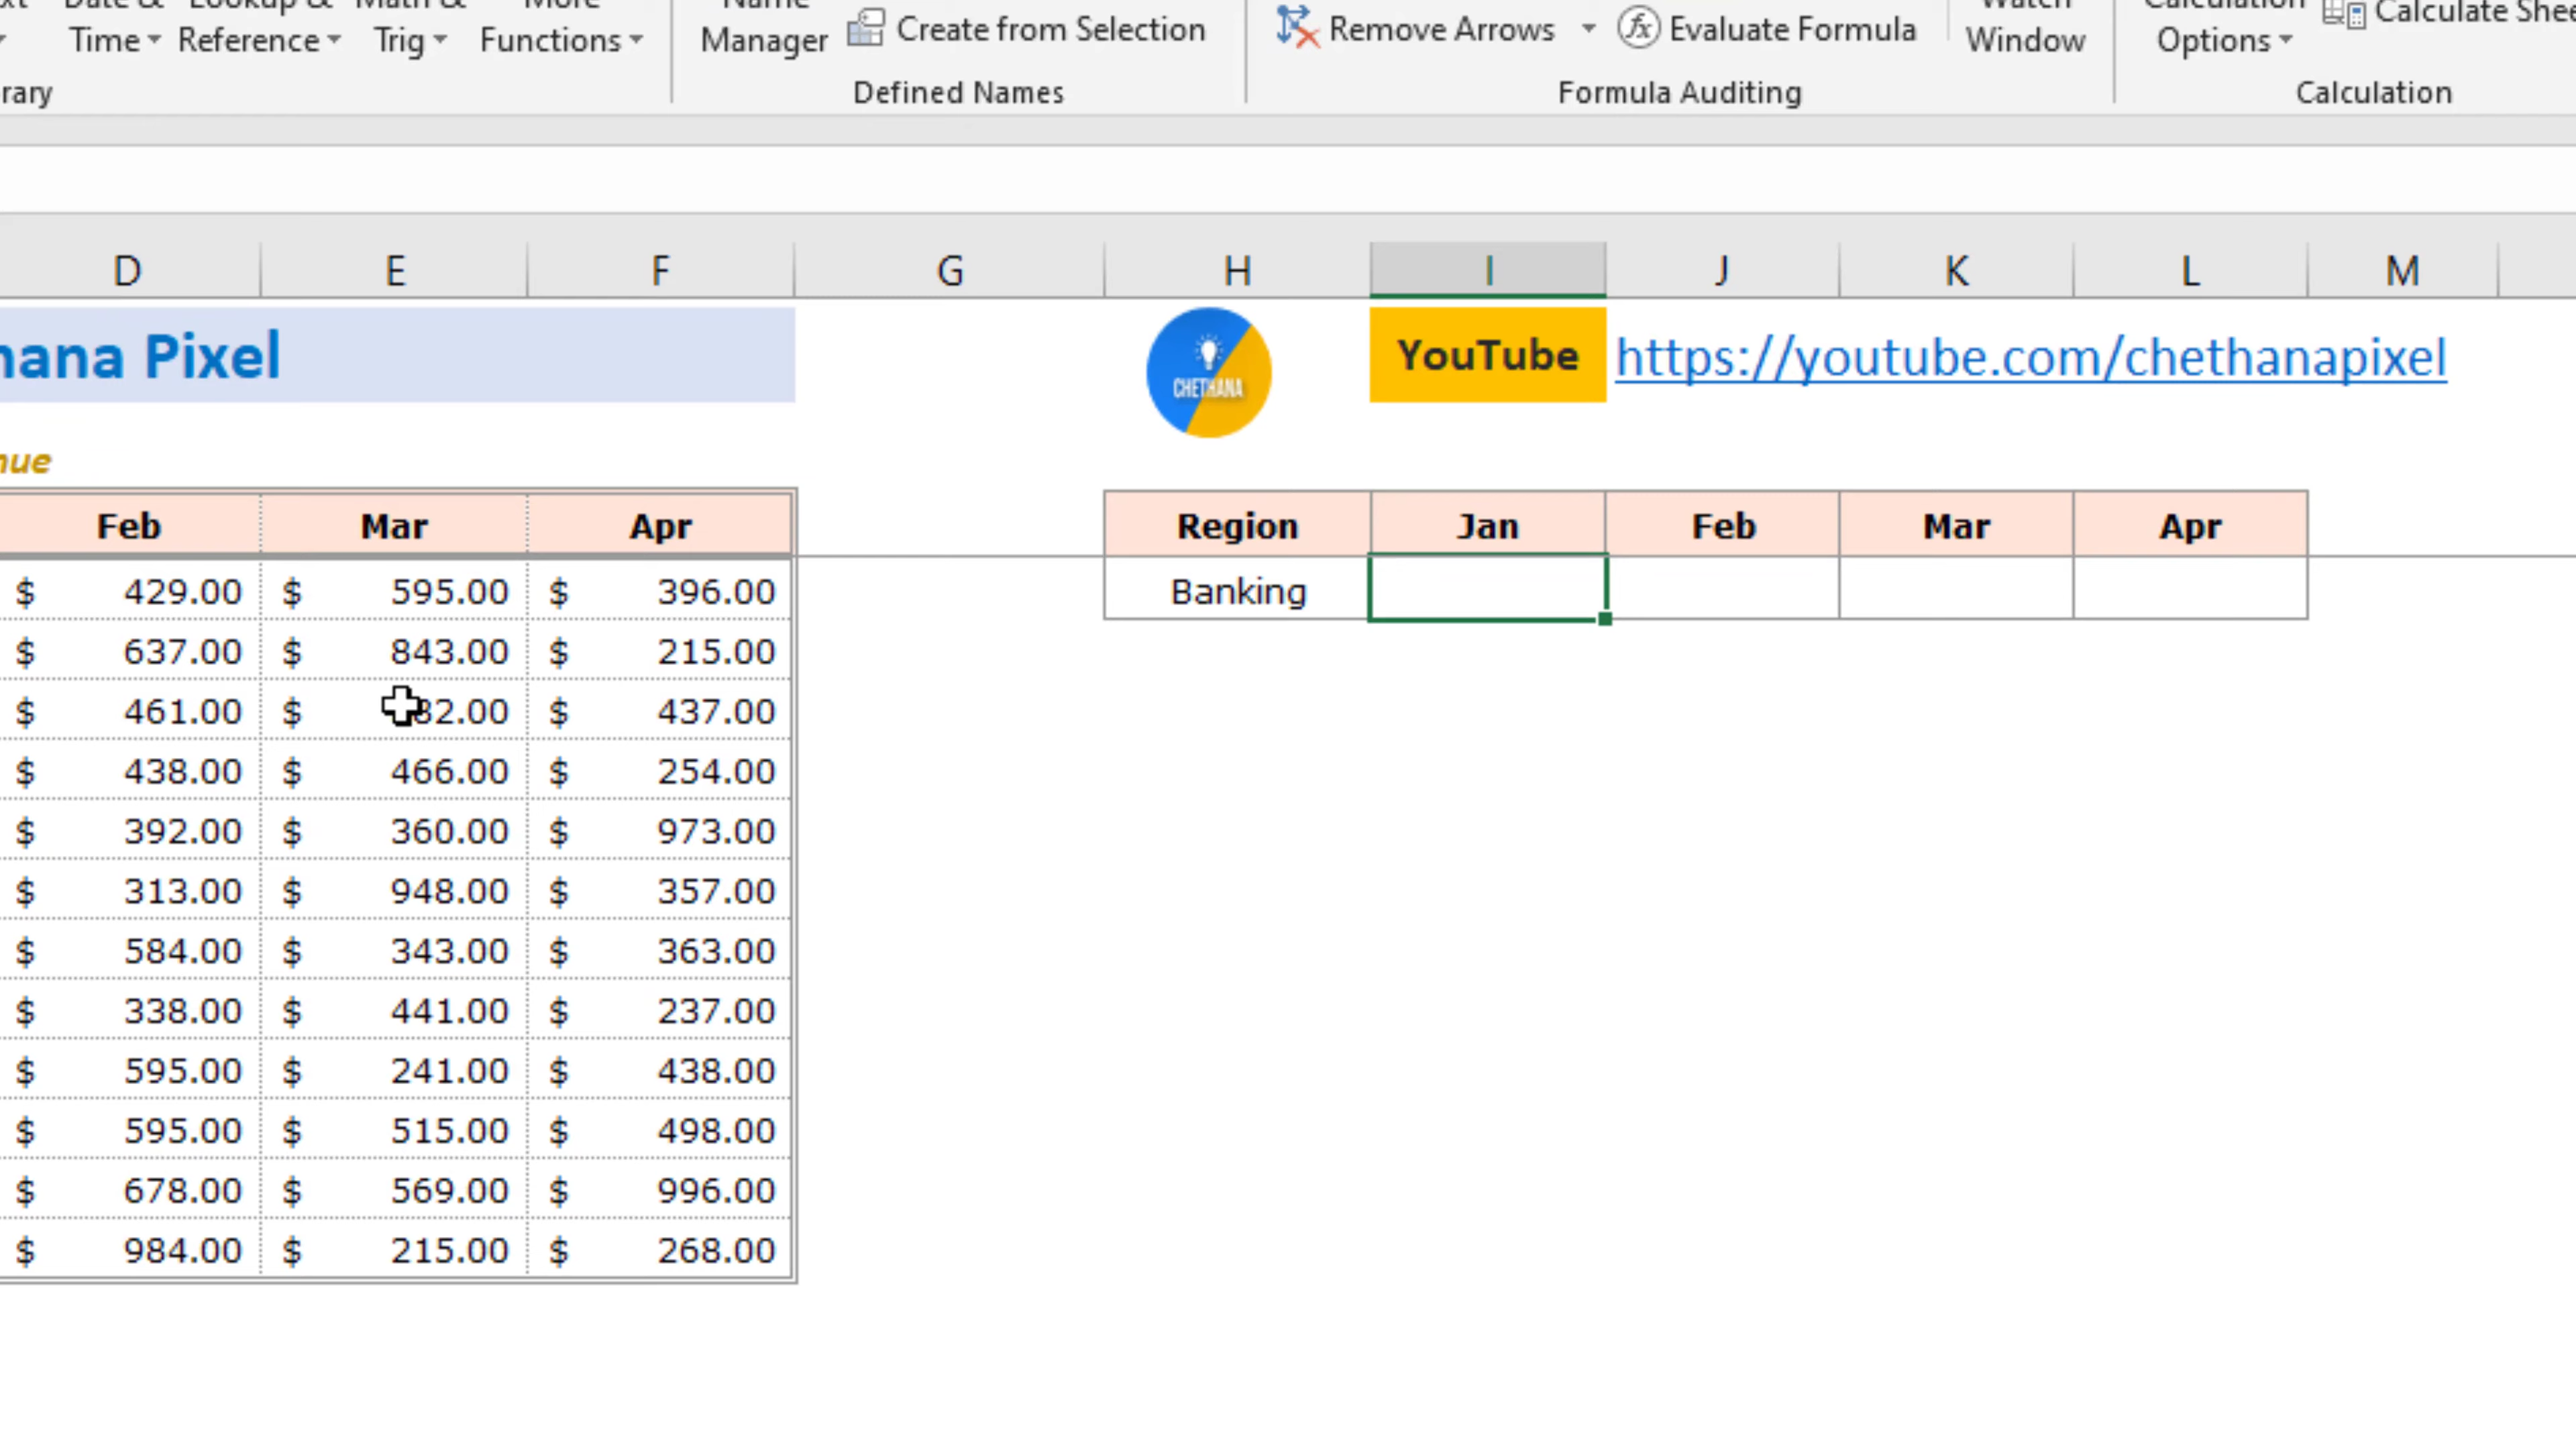 Time Reference Trig Functions Manager Create from Selection Remove Arrows Evaluate Formula Window Options Calculate
Defined Names Formula Auditing Calculation
D E F G H I J K L M
Pixel YouTube https://youtube.com/chethanapixel
CHETHANA
Feb Mar Apr Region Jan Feb Mar Apr
$ 429.00 $ 595.00 $ 396.00 Banking
$ 637.00 $ 843.00 $ 215.00
$ 461.00 $ $ 437.00
$ 438.00 $ 466.00 $ 254.00
$ 392.00 $ 360.00 $ 973.00
$ 313.00 $ 948.00 $ 357.00
$ 584.00 $ 343.00 $ 363.00
$ 338.00 $ 441.00 $ 237.00
$ 595.00 $ 241.00 $ 438.00
$ 595.00 $ 515.00 $ 498.00
$ 678.00 $ 569.00 $ 996.00
$ 984.00 $ 215.00 $ 268.00